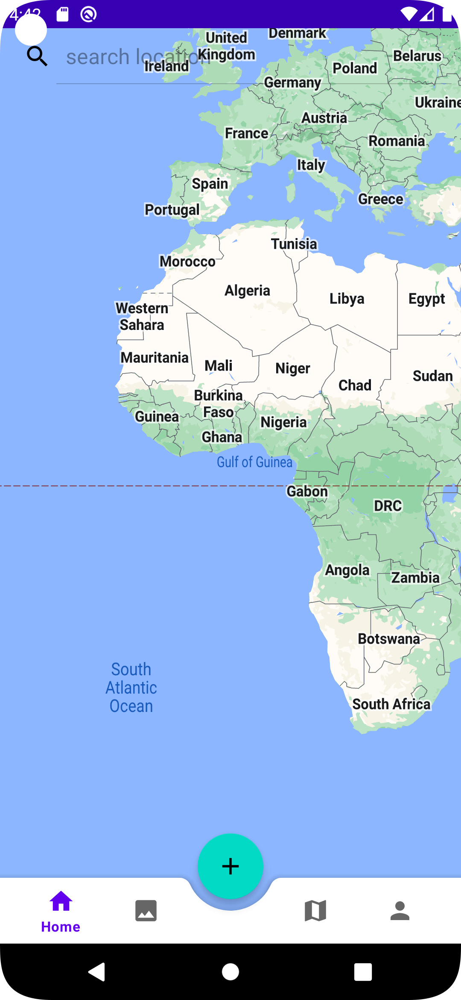 4:42
search location
United
Kingdom
Denmark
Ireland
Belarus
Poland
Germany
Ukraine
Austria
France
Romania
Italy
Spain
Greece
Portugal
Tunisia
Morocco
Algeria
Libya
Egypt
Western
Sahara
Mauritania
Mali
Niger
Sudan
Chad
Burkina
Faso
Guinea
Nigeria
Ghana
Gulf of Guinea
Gabon
DRC
Angola
Zambia
Botswana
South
Atlantic
Ocean
South Africa
Home